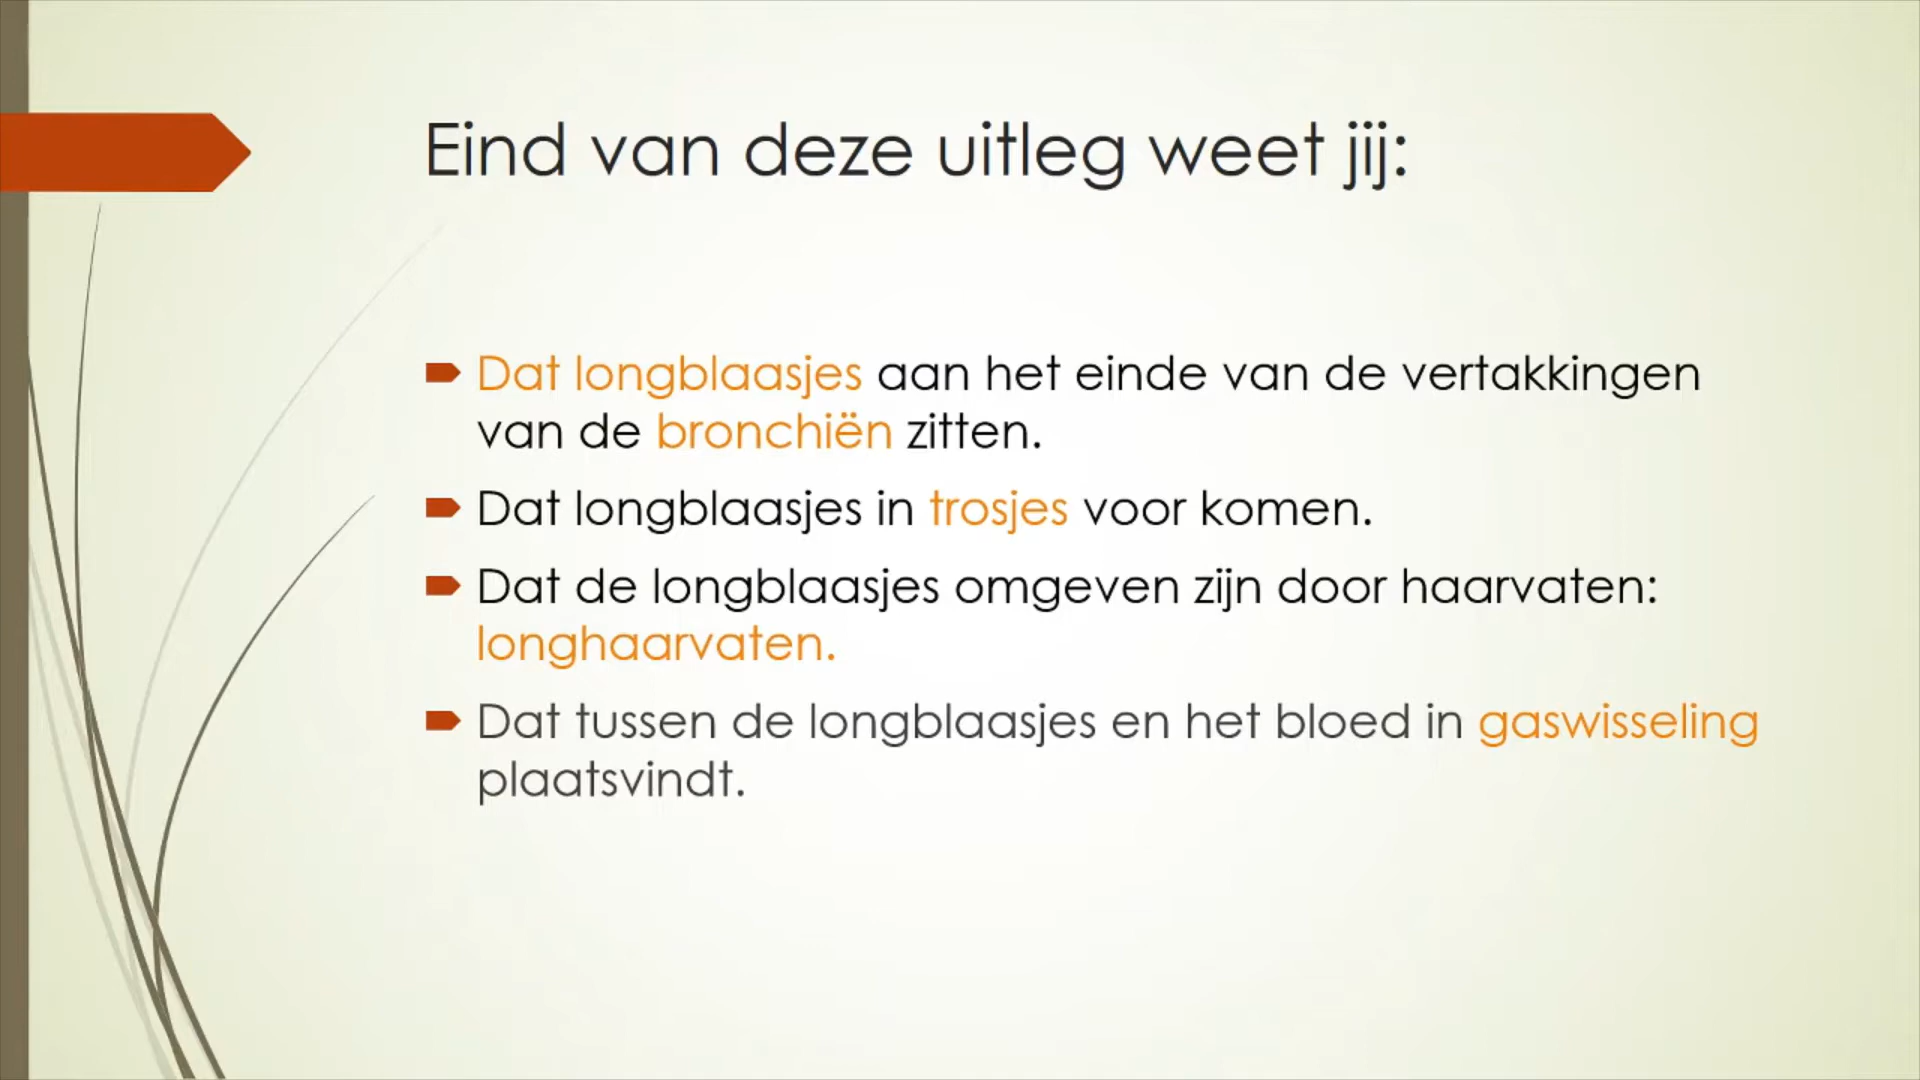 Eind van deze uitleg weet jij:
Dat longblaasjes aan het einde van de vertakkingen
van de bronchiën zitten.
Dat longblaasjes in trosjes voor komen.
Dat de longblaasjes omgeven zijn door haarvaten:
longhaarvaten.
Dat tussen de longblaasjes en het bloed in gaswisseling
plaatsvindt.